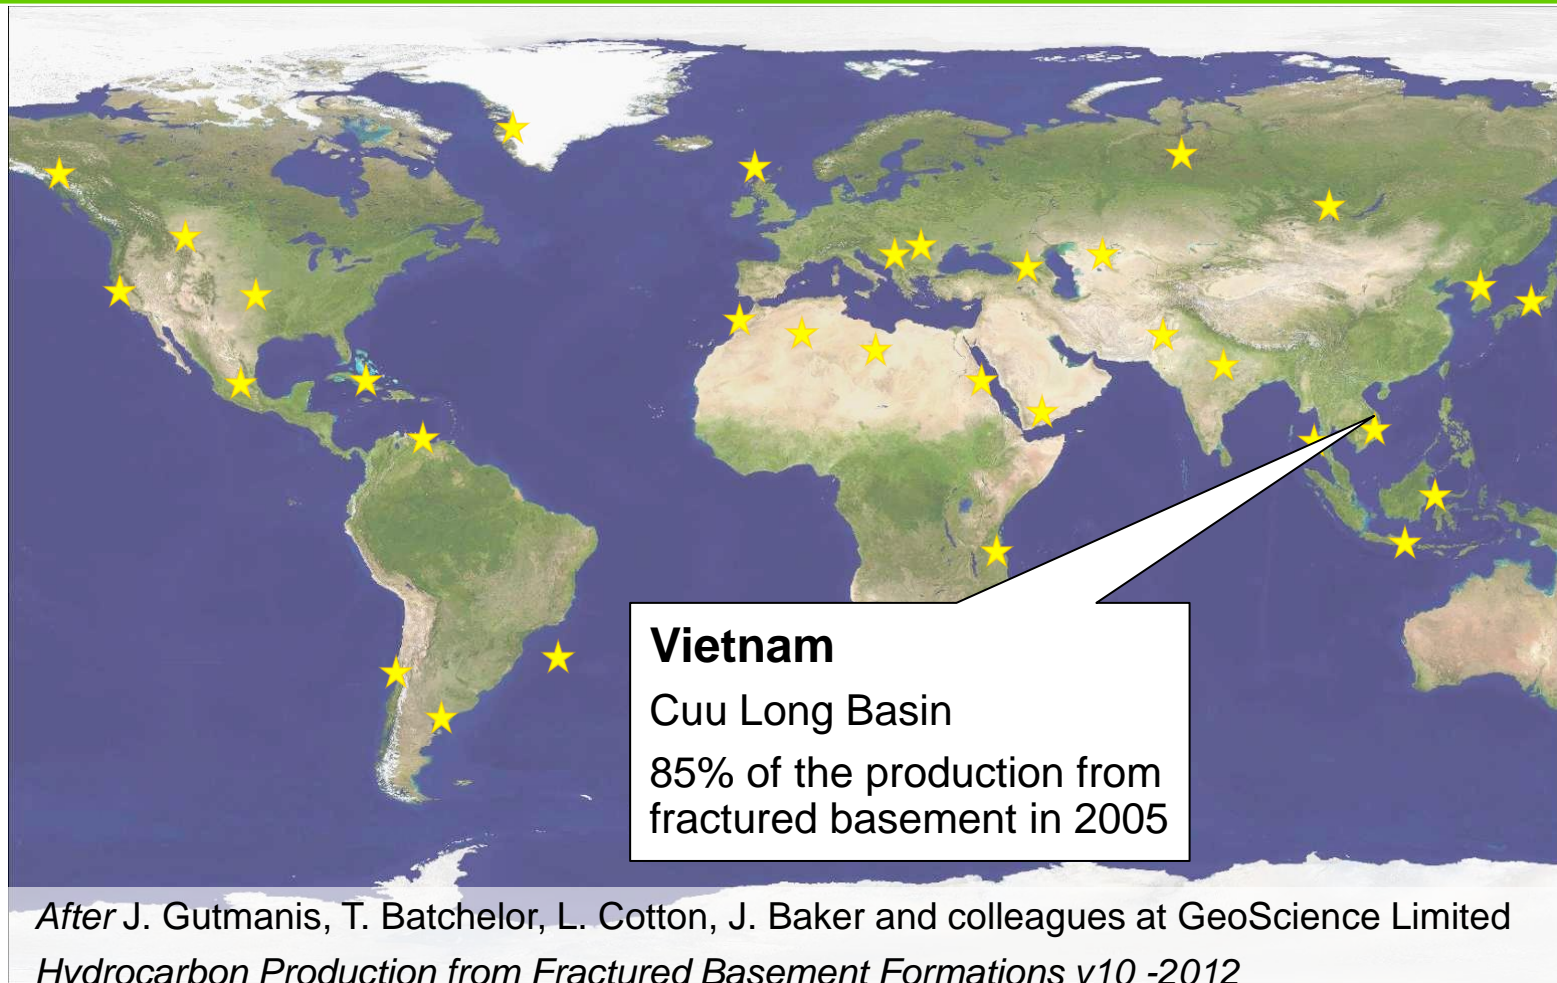 Vietnam
Cuu Long Basin
85% of the production from
fractured basement in 2005
After J. Gutmanis, T. Batchelor, L. Cotton, J. Baker and colleagues at GeoScience Limited
Hydrocarbon Production from Fractured Basement Formations v10 -2012